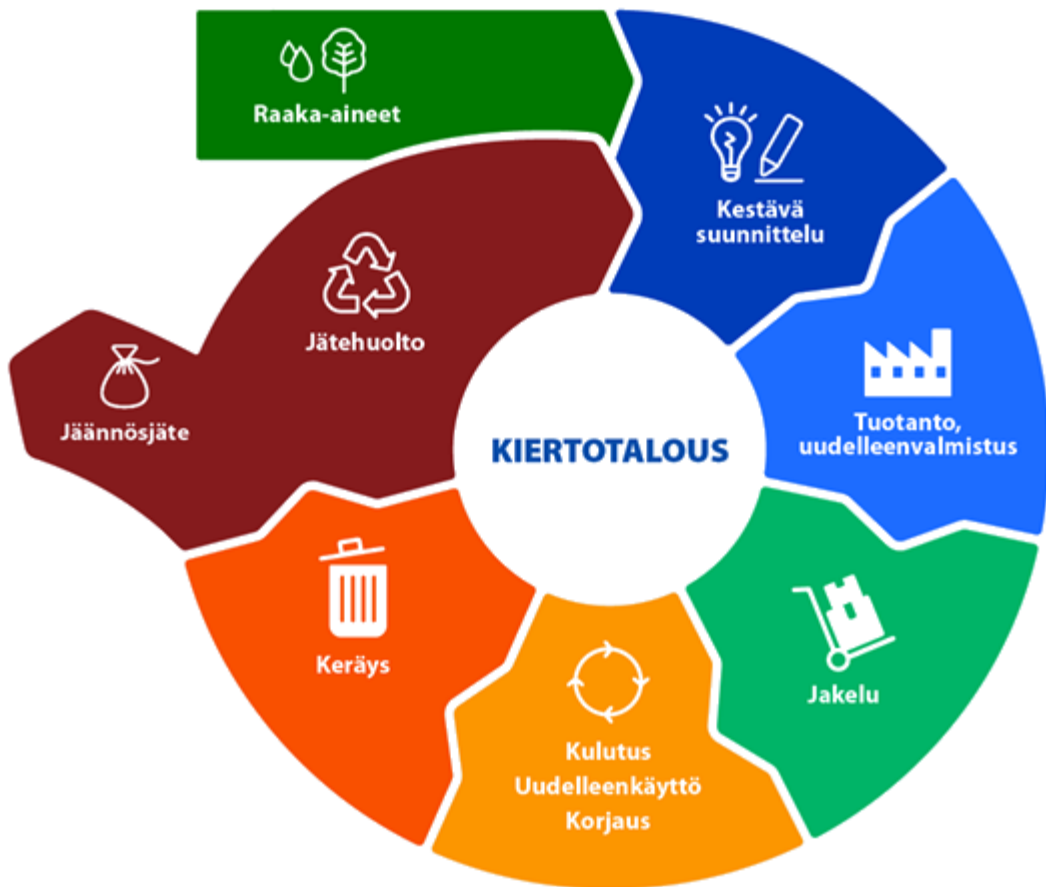 Raaka-aineet
Kestävä
suunnittelu
Tuotanto,
uudelleenvalmistus
Jakelu
Kulutus
Uudelleenkäyttö
Korjaus
Keräys
Jätehuolto
Jäännösjäte
KIERTOTALOUS